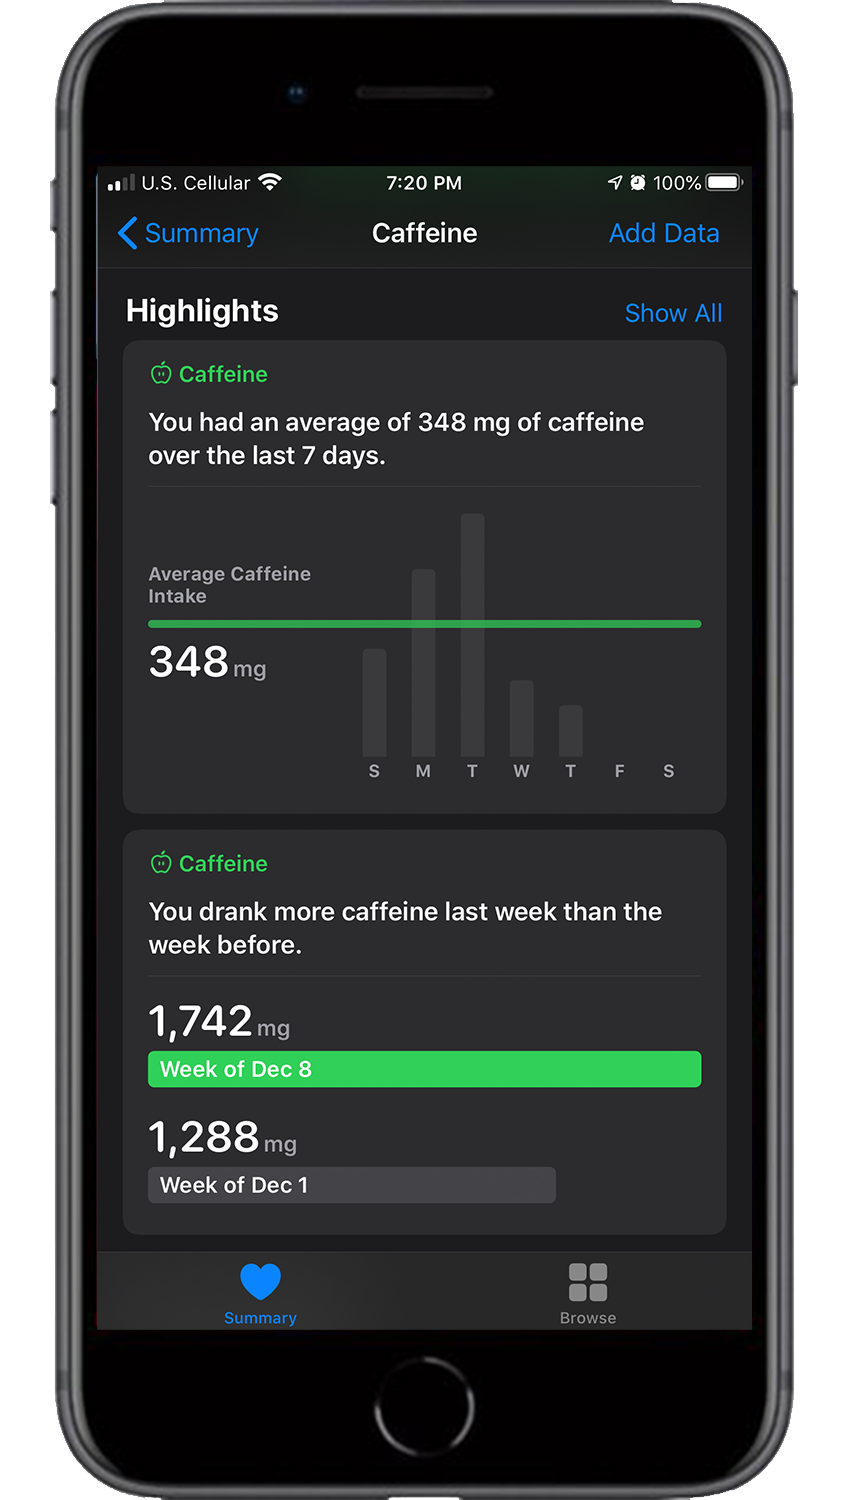 U.S. Cellular 7:20 PM 100%
Summary Caffeine Add Data
Highlights Show All
Caffeine
You had an average of 348 mg of caffeine
over the last 7 days.
Average Caffeine
Intake
348 mg
S M T W T F S
Caffeine
You drank more caffeine last week than the
week before.
1,742 mg
Week of Dec 8
1,288 mg
Week of Dec 1
Summary Browse